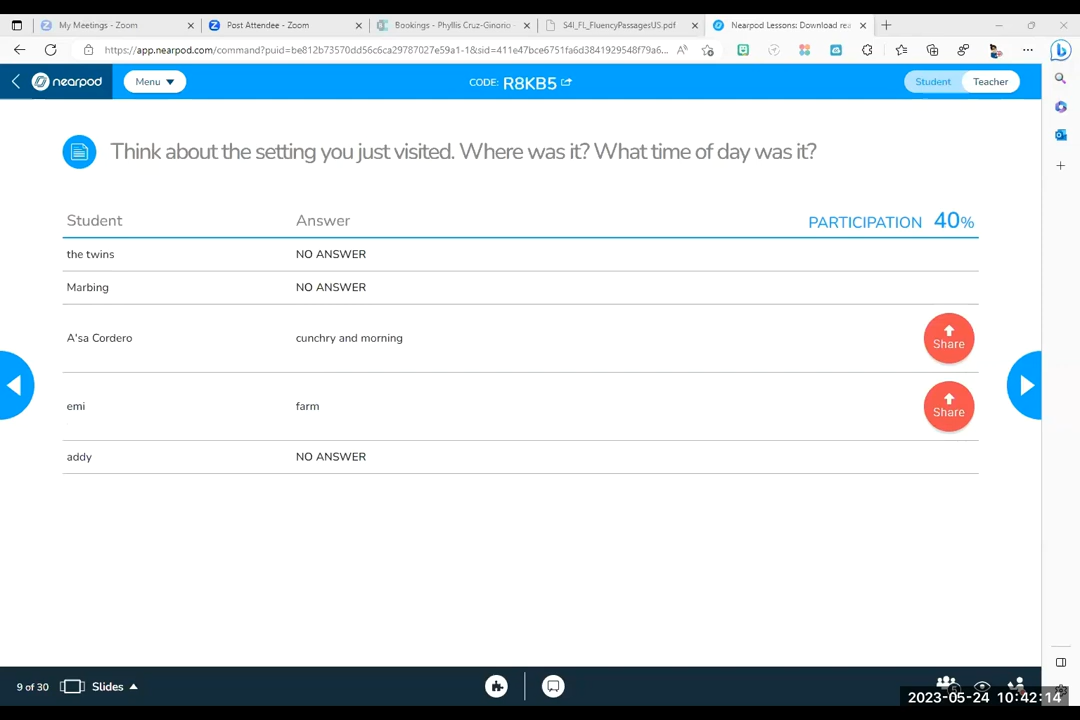 My Meetings - Zoom
Post Attendee - Zoom
Bookings - Phyllis Cruz-Ginorio -
S4I_FL_FluencyPassagesUS.pdf
Nearpod Lessons: Download rea
https://app.nearpod.com/command?puid=be812b73570dd56c6ca29787027e59a1-1&sid=411e47bce6751fa6d3841929548f79a6...
nearpod
Menu
CODE: R8KB5
Student
Teacher
Think about the setting you just visited. Where was it? What time of day was it?
Student Answer PARTICIPATION 40%
the twins NO ANSWER
Marbing NO ANSWER
A'sa Cordero cunchry and morning Share
emi farm Share
addy NO ANSWER
9 of 30 Slides
5
2023-05-24 10:42:14